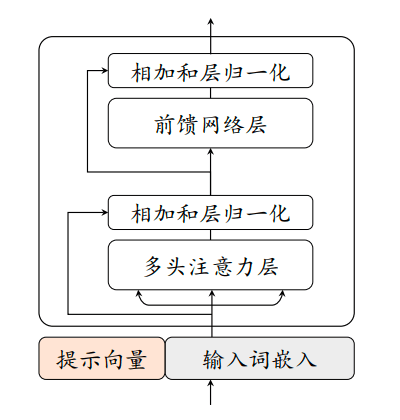 相加和层归一化
前馈网络层
相加和层归一化
多头注意力层
提示向量 输入词嵌入